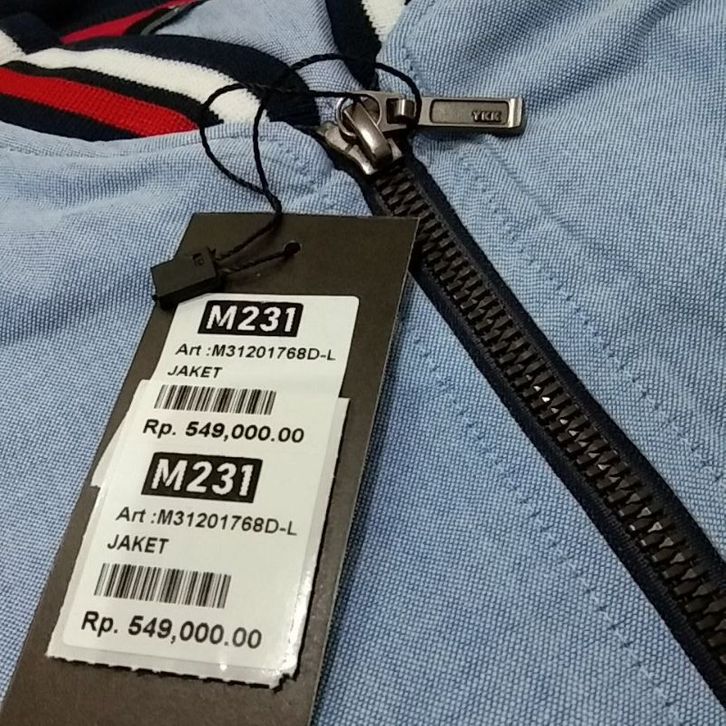 YKK
M231
Art :M31201768D-L
JAKET
Rp. 549,000.00
M231
Art :M31201768D-L
JAKET
Rp. 549,000.00